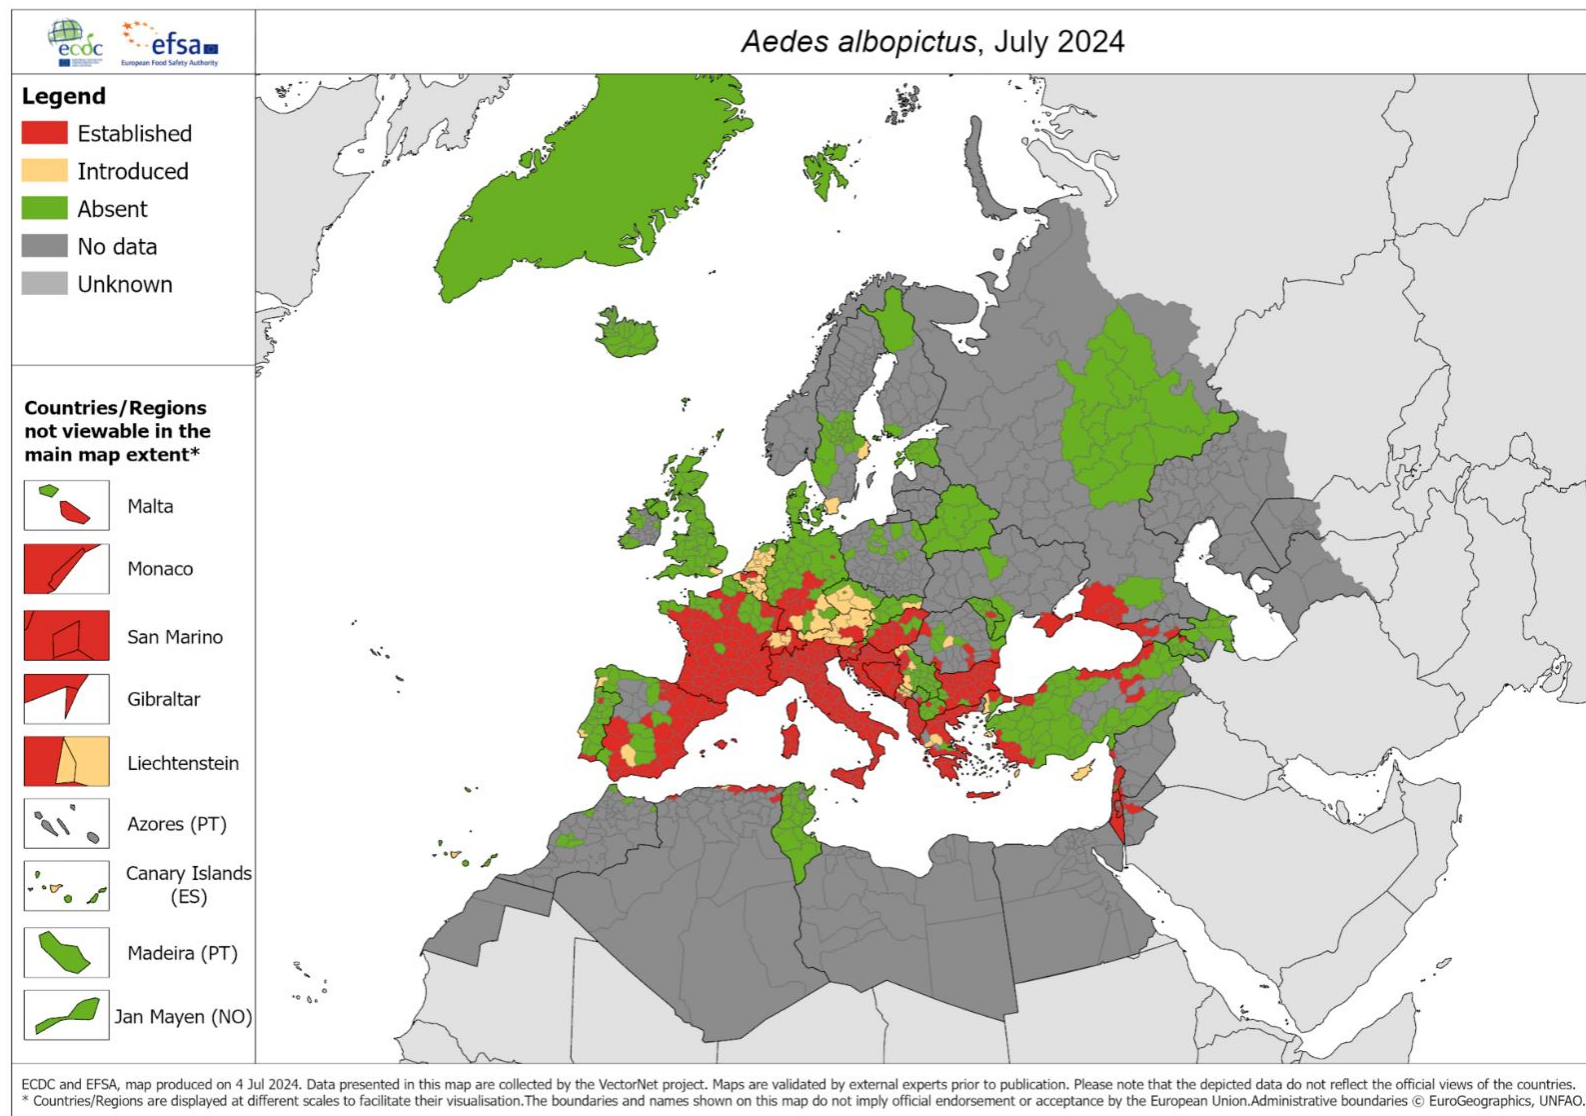 ecdc
efsa
European Food Safety Authority
Aedes albopictus, July 2024
Legend
Established
Introduced
Absent
No data
Unknown
Countries/Regions
not viewable in the
main map extent*
Malta
Monaco
San Marino
Gibraltar
Liechtenstein
Azores (PT)
Canary Islands
(ES)
Madeira (PT)
Jan Mayen (NO)
ECDC and EFSA, map produced on 4 Jul 2024. Data presented in this map are collected by the VectorNet project. Maps are validated by external experts prior to publication. Please note that the depicted data do not reflect the official views of the countries.
* Countries/Regions are displayed at different scales to facilitate their visualisation.The boundaries and names shown on this map do not imply official endorsement or acceptance by the European Union.Administrative boundaries © EuroGeographics, UNFAO.